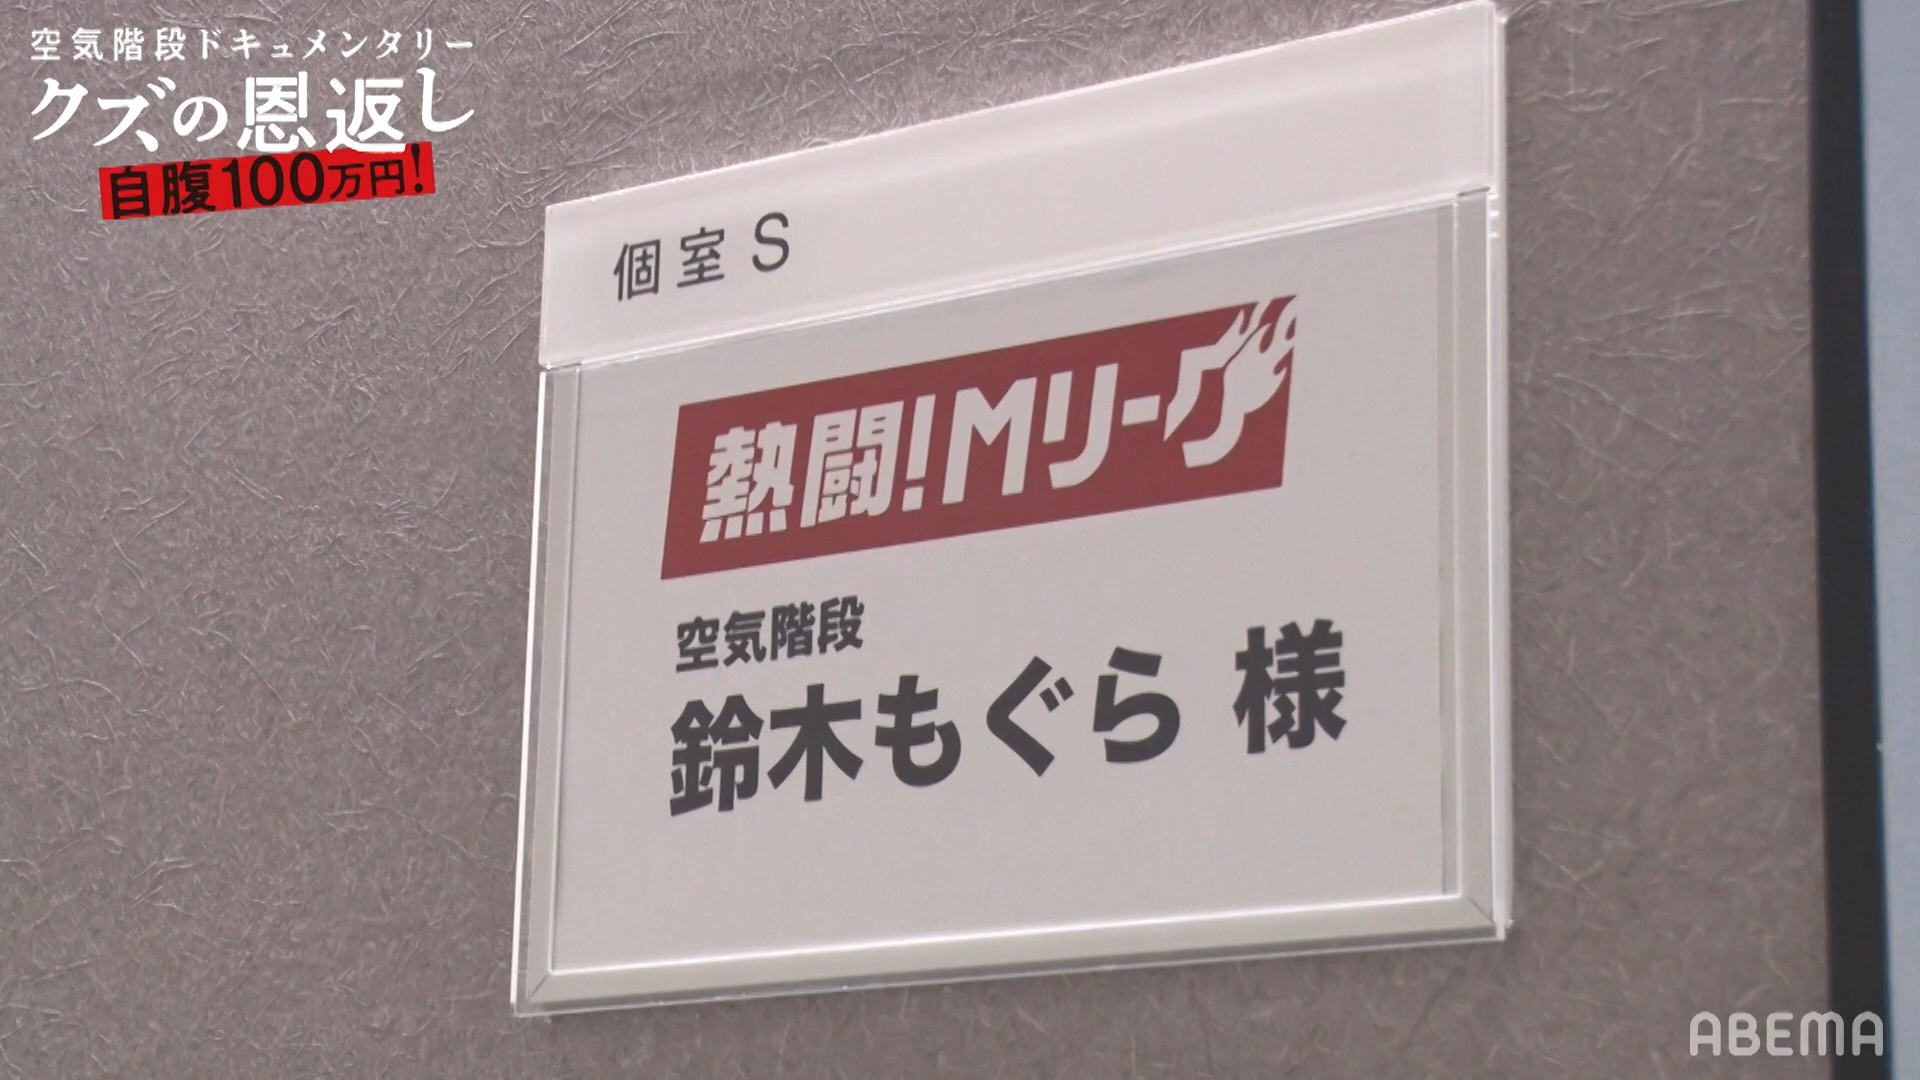 空気階段ドキュメンタリー
クズの恩返し
自腹100万円!
個室 S
熱闘!Mリーグ
空気階段
鈴木もぐら 様
ABEMA